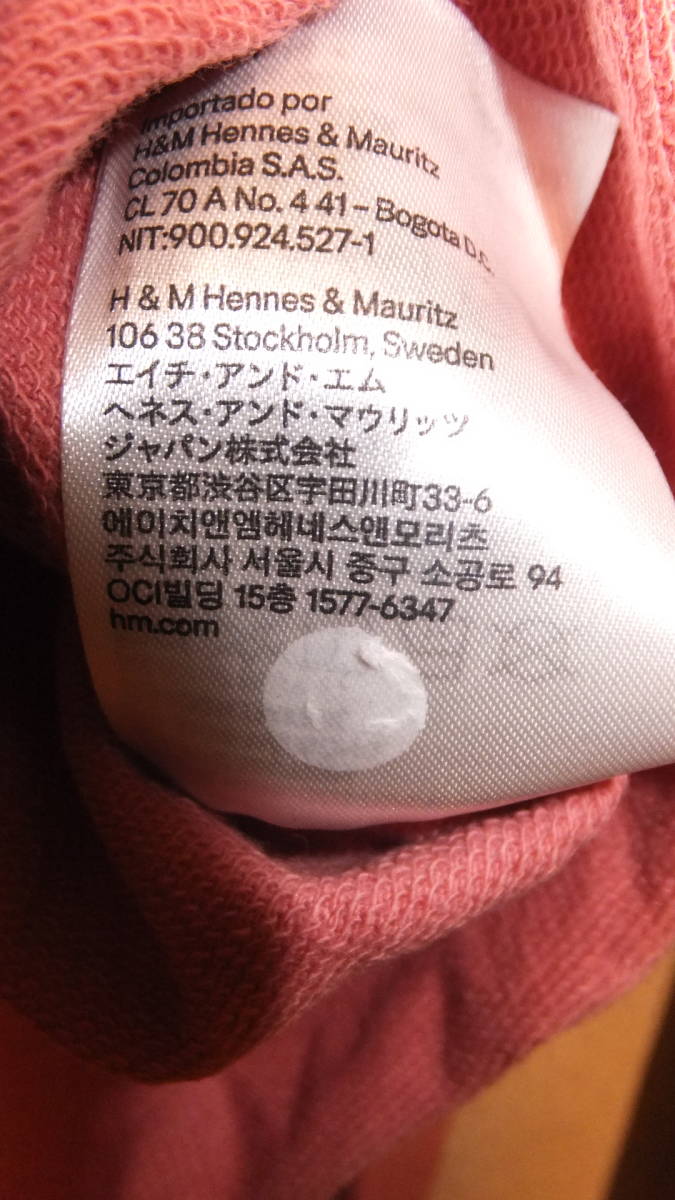 Importado por
H&M Hennes & Mauritz
Colombia S.A.S.
CL 70 A No. 4 41 – Bogota D.C.
NIT:900.924.527-1
H & M Hennes & Mauritz
106 38 Stockholm, Sweden
エイチ・アンド・エム
ヘネス・アンド・マウリッツ
ジャパン株式会社
東京都渋谷区宇田川町33-6
에이치앤엠헤네스앤모리츠
주식회사 서울시 중구 소공로 94
OCI빌딩 15층 1577-6347
hm.com